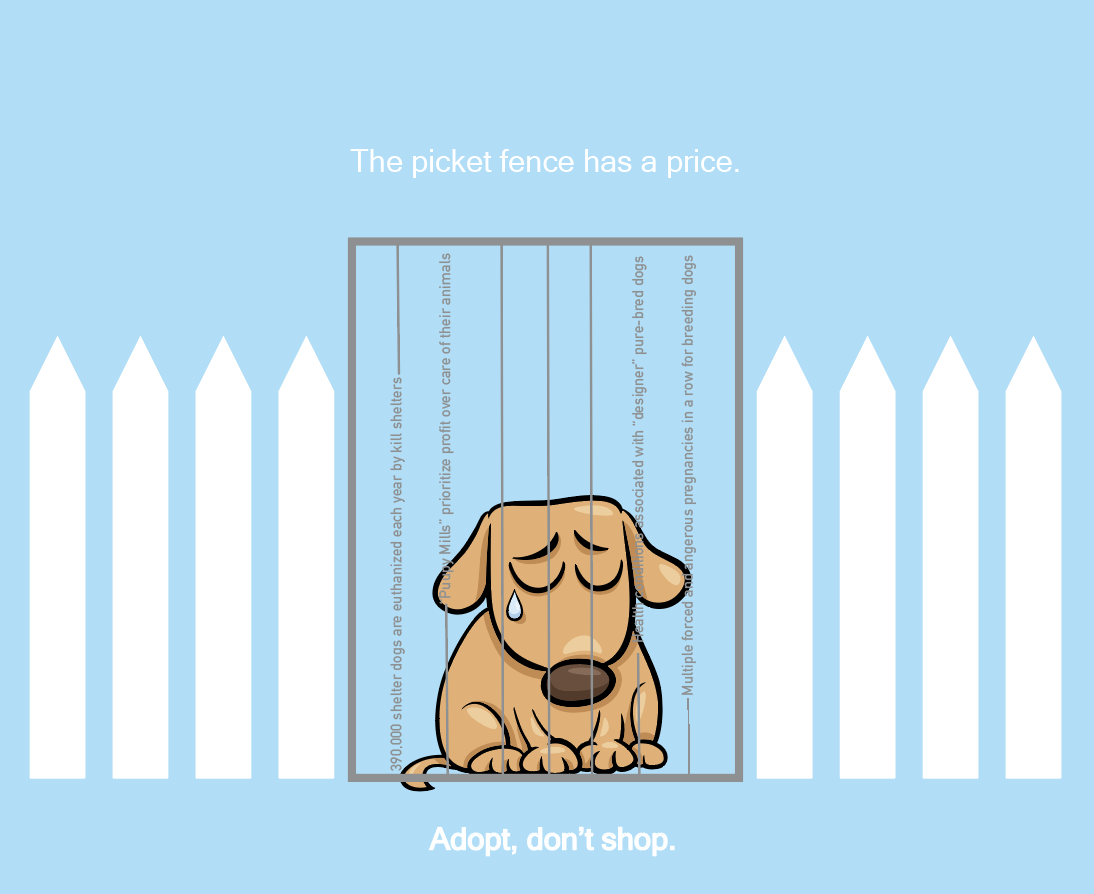 The picket fence has a price.
390,000 shelter dogs are euthanized each year by kill shelters
"Puppy Mills" prioritize profit over care of their animals
Health conditions associated with "designer" pure-bred dogs
Multiple forced and dangerous pregnancies in a row for breeding dogs
Adopt, don't shop.